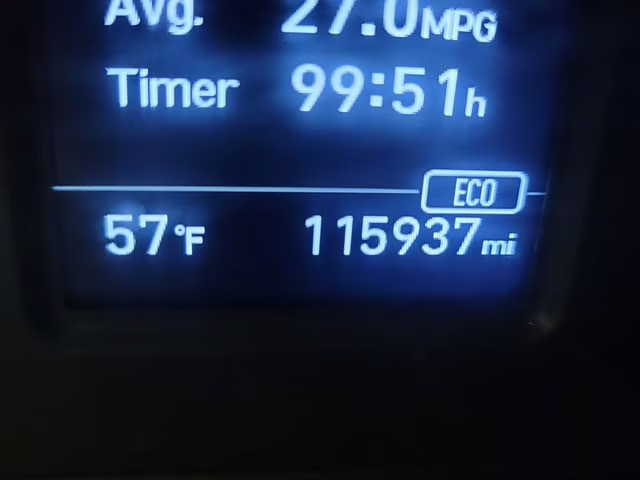 Avg. 27.0MPG
Timer 99:51h
ECO
57°F 115937mi